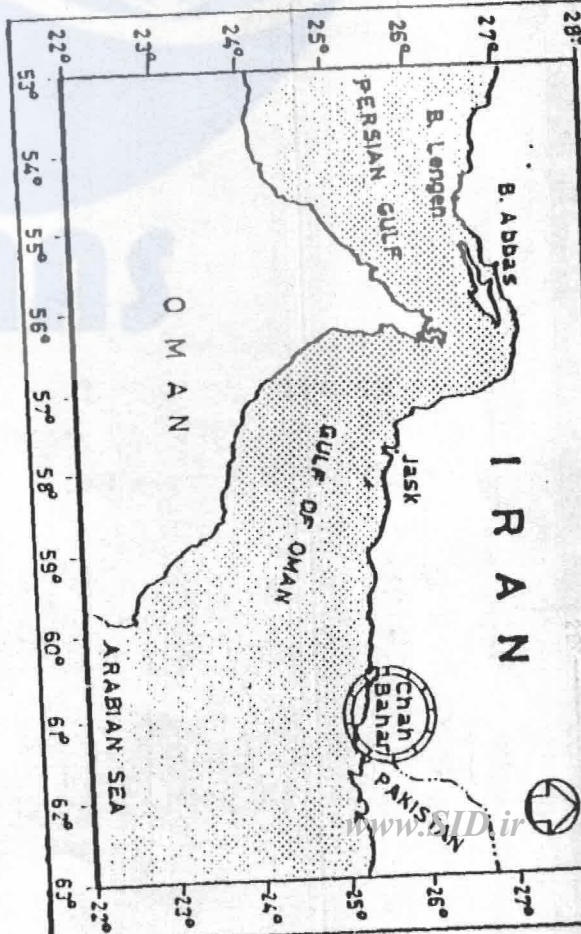 28°
27°
26°
25°
24°
23°
22°
53°
54°
55°
56°
57°
58°
59°
60°
61°
62°
63°
22°
23°
24°
25°
26°
27°
I R A N
B. Abbas
B. Lengen
PERSIAN GULF
Jask
GULF OF OMAN
O M A N
Chah
Bahar
PAKISTAN
ARABIAN SEA
www.SID.ir